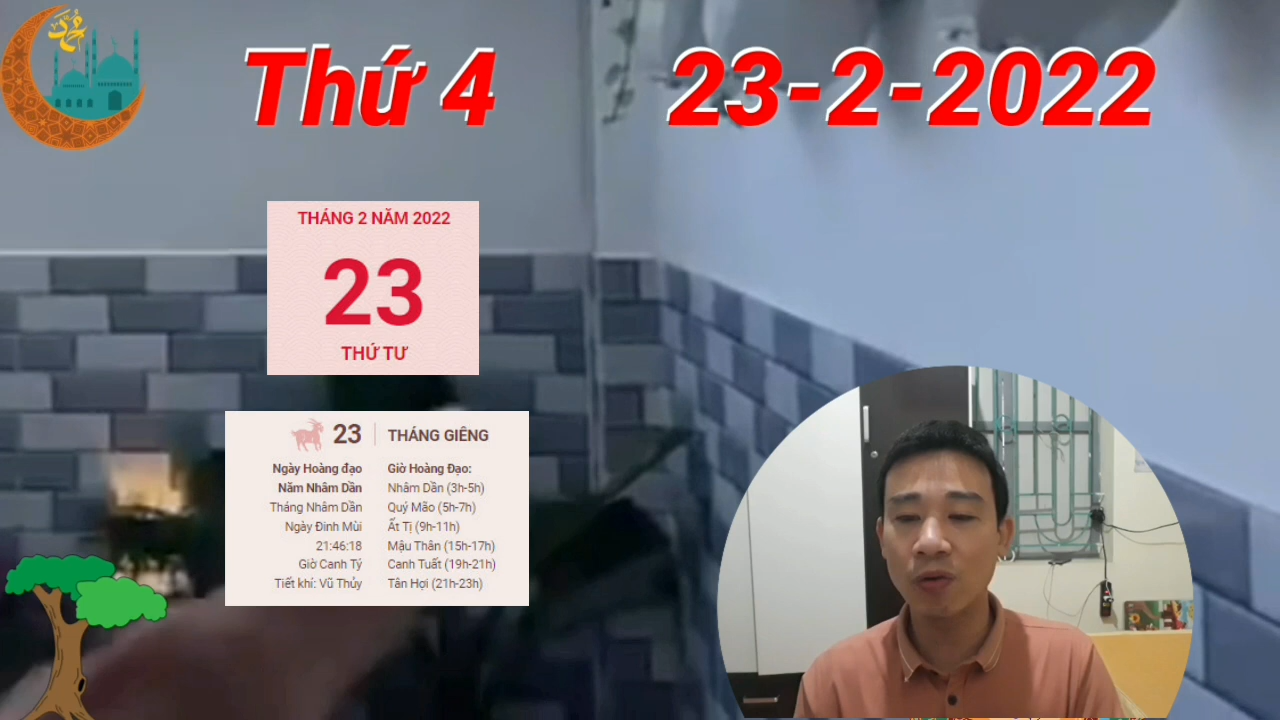 Thứ 4 23-2-2022
THÁNG 2 NĂM 2022
23
THỨ TƯ
23 THÁNG GIÊNG
Ngày Hoàng đạo
Năm Nhâm Dần
Tháng Nhâm Dần
Ngày Đinh Mùi
21:46:18
Giờ Canh Tý
Tiết khí: Vũ Thủy
Giờ Hoàng Đạo:
Nhâm Dần (3h-5h)
Quý Mão (5h-7h)
Ất Tị (9h-11h)
Mậu Thân (15h-17h)
Canh Tuất (19h-21h)
Tân Hợi (21h-23h)